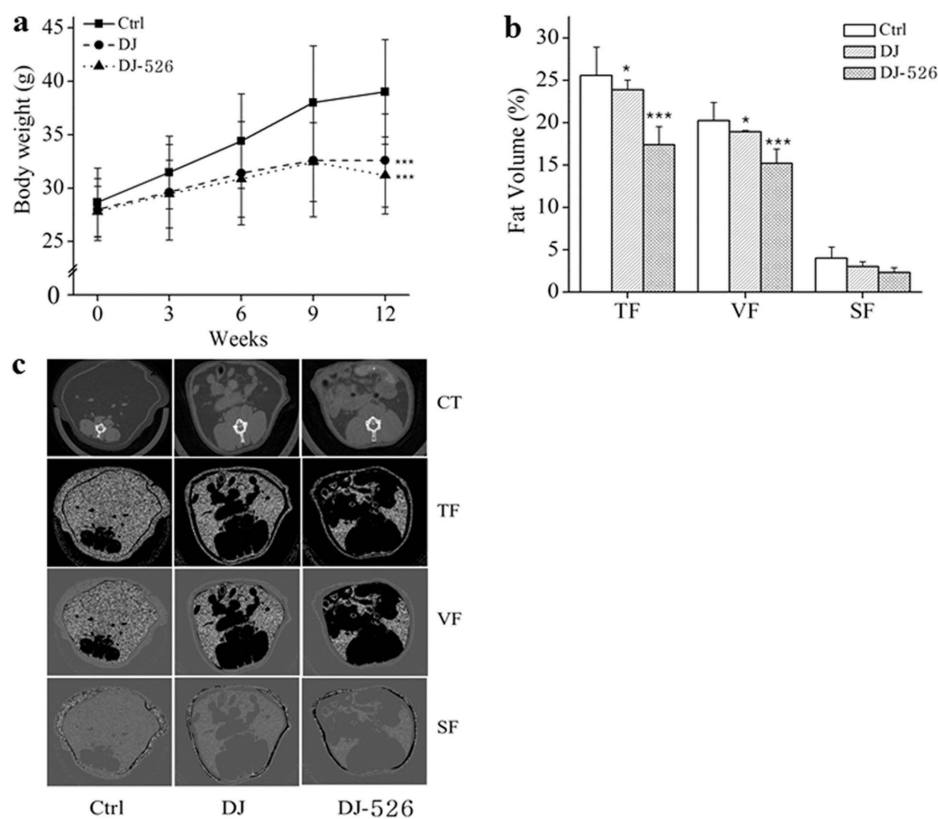 a
Ctrl
DJ
DJ-526
Body weight (g)
45
40
35
30
25
0
***
***
0 3 6 9 12
Weeks
b
Ctrl
DJ
DJ-526
Fat Volume (%)
30
25
20
15
10
5
0
*
***
*
***
TF VF SF
c
CT
TF
VF
SF
Ctrl DJ DJ-526